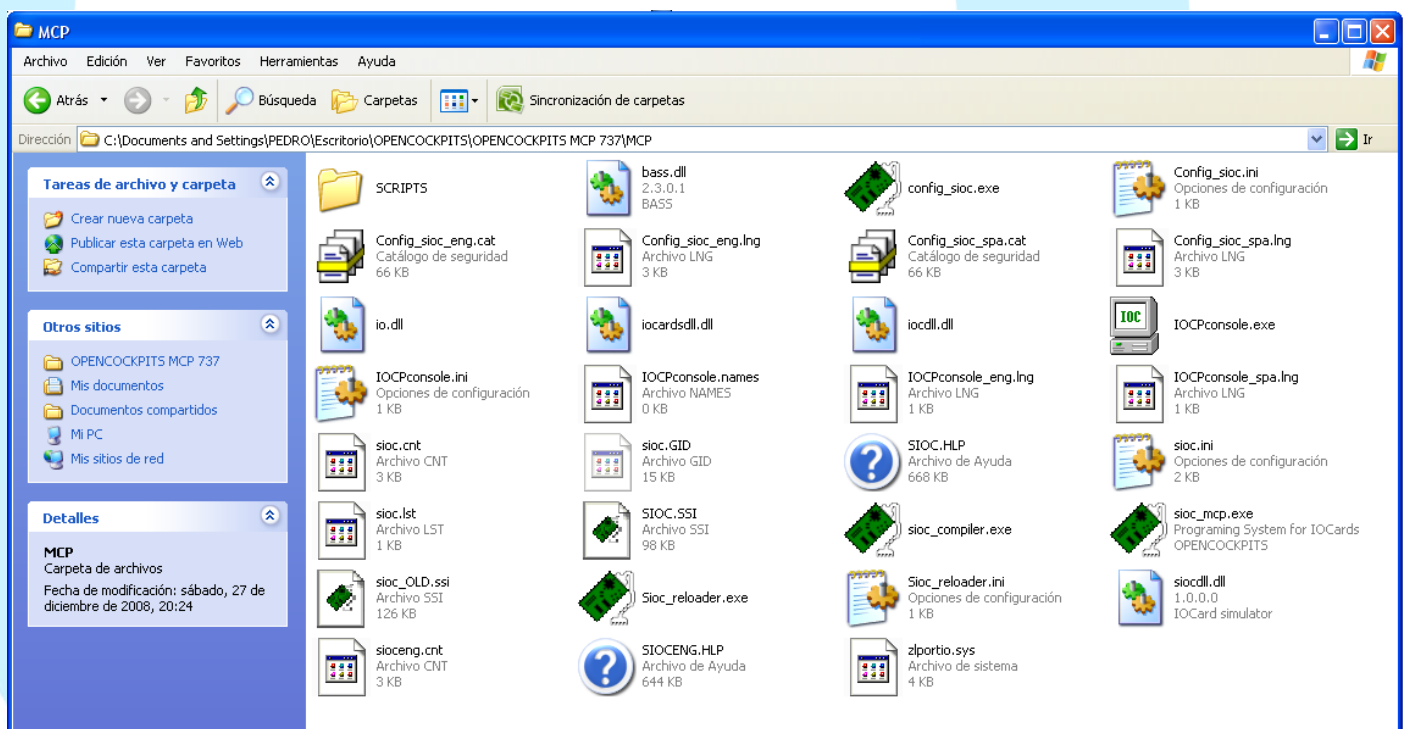 MCP
Archivo Edición Ver Favoritos Herramientas Ayuda
Atrás Búsqueda Carpetas Sincronización de carpetas
Dirección C:\Documents and Settings\PEDRO\Escritorio\OPENCOCKPITS\OPENCOCKPITS MCP 737\MCP Ir
Tareas de archivo y carpeta
Crear nueva carpeta
Publicar esta carpeta en Web
Compartir esta carpeta
Otros sitios
OPENCOCKPITS MCP 737
Mis documentos
Documentos compartidos
Mi PC
Mis sitios de red
Detalles
MCP
Carpeta de archivos
Fecha de modificación: sábado, 27 de
diciembre de 2008, 20:24
SCRIPTS
bass.dll
2.3.0.1
BASS
config_sioc.exe
Config_sioc.ini
Opciones de configuración
1 KB
Config_sioc_eng.cat
Catálogo de seguridad
66 KB
Config_sioc_eng.lng
Archivo LNG
3 KB
Config_sioc_spa.cat
Catálogo de seguridad
66 KB
Config_sioc_spa.lng
Archivo LNG
3 KB
io.dll
iocardsdll.dll
iocdll.dll
IOC
IOCPconsole.exe
IOCPconsole.ini
Opciones de configuración
1 KB
IOCPconsole.names
Archivo NAMES
0 KB
IOCPconsole_eng.lng
Archivo LNG
1 KB
IOCPconsole_spa.lng
Archivo LNG
1 KB
sioc.cnt
Archivo CNT
3 KB
sioc.GID
Archivo GID
15 KB
SIOC.HLP
Archivo de Ayuda
668 KB
sioc.ini
Opciones de configuración
2 KB
sioc.lst
Archivo LST
1 KB
SIOC.SSI
Archivo SSI
98 KB
sioc_compiler.exe
sioc_mcp.exe
Programing System for IOCards
OPENCOCKPITS
sioc_OLD.ssi
Archivo SSI
126 KB
Sioc_reloader.exe
Sioc_reloader.ini
Opciones de configuración
1 KB
siocdll.dll
1.0.0.0
IOCard simulator
sioceng.cnt
Archivo CNT
3 KB
SIOCENG.HLP
Archivo de Ayuda
644 KB
zlportio.sys
Archivo de sistema
4 KB